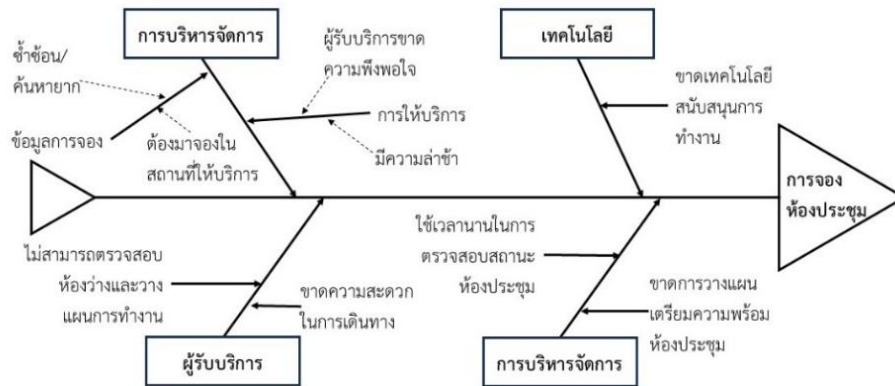 การบริหารจัดการ
เทคโนโลยี
ซ้ำซ้อน/
ค้นหายาก
ข้อมูลการจอง
ต้องมาจองใน
สถานที่ให้บริการ
ผู้รับบริการขาด
ความพึงพอใจ
การให้บริการ
มีความล่าช้า
ขาดเทคโนโลยี
สนับสนุนการ
ทำงาน
การจอง
ห้องประชุม
ไม่สามารถตรวจสอบ
ห้องว่างและวาง
แผนการทำงาน
ขาดความสะดวก
ในการเดินทาง
ผู้รับบริการ
ใช้เวลานานในการ
ตรวจสอบสถานะ
ห้องประชุม
ขาดการวางแผน
เตรียมความพร้อม
ห้องประชุม
การบริหารจัดการ